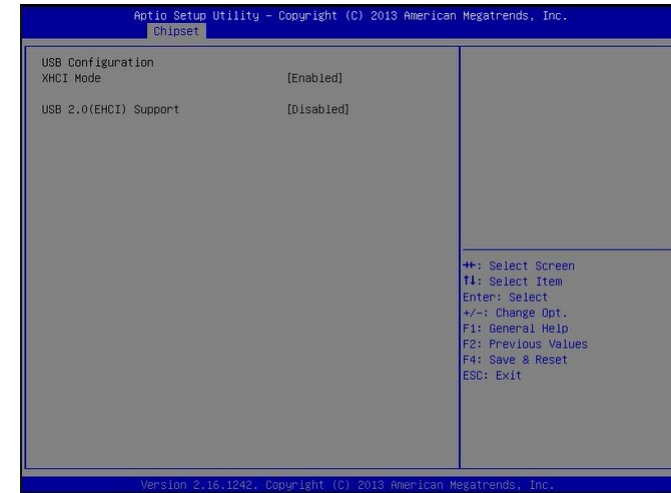 Aptio Setup Utility – Copyright (C) 2013 American Megatrends, Inc.
Chipset
USB Configuration
XHCI Mode [Enabled]
USB 2.0(EHCI) Support [Disabled]
→←: Select Screen
↑↓: Select Item
Enter: Select
+/-: Change Opt.
F1: General Help
F2: Previous Values
F4: Save & Reset
ESC: Exit
Version 2.16.1242. Copyright (C) 2013 American Megatrends, Inc.